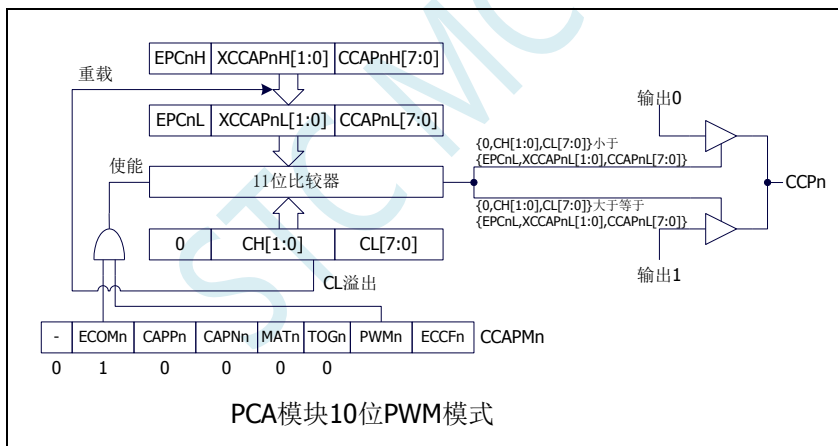 EPCnH XCCAPnH[1:0] CCAPnH[7:0]
重载
EPCnL XCCAPnL[1:0] CCAPnL[7:0]
使能
11位比较器
0 CH[1:0] CL[7:0]
CL溢出
输出0
{0,CH[1:0],CL[7:0]}小于
{EPCnL,XCCAPnL[1:0],CCAPnL[7:0]}
CCPn
{0,CH[1:0],CL[7:0]}大于等于
{EPCnL,XCCAPnL[1:0],CCAPnL[7:0]}
输出1
- ECOMn CAPPn CAPNn MATn TOGn PWMn ECCFn CCAPMn
0 1 0 0 0 0
PCA模块10位PWM模式
STC MC